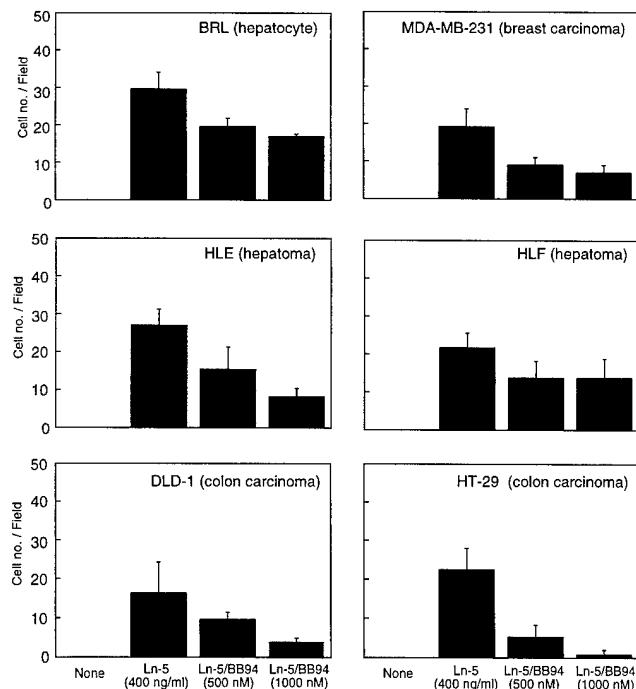 BRL (hepatocyte)
MDA-MB-231 (breast carcinoma)
Cell no. / Field
50
40
30
20
10
0
HLE (hepatoma)
HLF (hepatoma)
Cell no. / Field
50
40
30
20
10
0
DLD-1 (colon carcinoma)
HT-29 (colon carcinoma)
Cell no. / Field
50
40
30
20
10
0
None
Ln-5
(400 ng/ml)
Ln-5/BB94
(500 nM)
Ln-5/BB94
(1000 nM)
None
Ln-5
(400 ng/ml)
Ln-5/BB94
(500 nM)
Ln-5/BB94
(1000 nM)